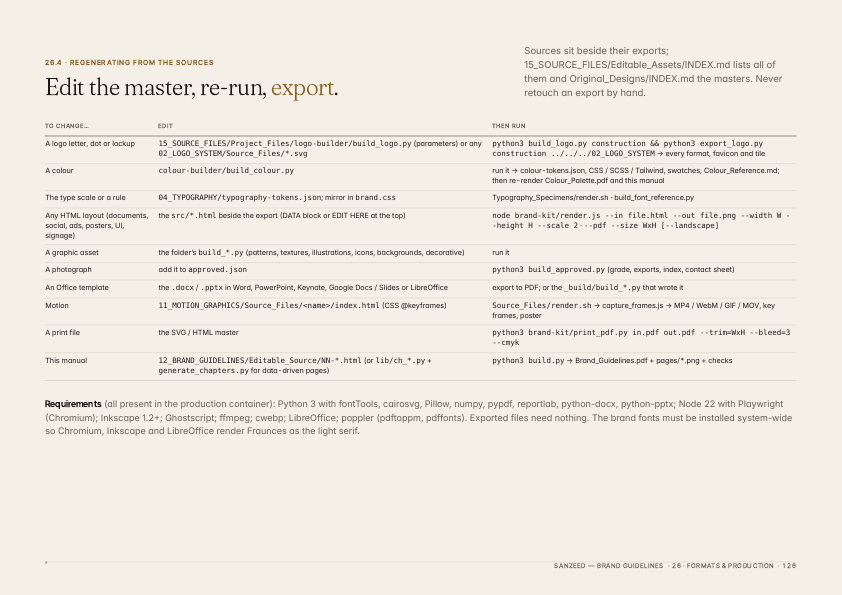 26.4 · REGENERATING FROM THE SOURCES
Edit the master, re-run, export.
Sources sit beside their exports;
15_SOURCE_FILES/Editable_Assets/INDEX.md lists all of
them and Original_Designs/INDEX.md the masters. Never
retouch an export by hand.
TO CHANGE… EDIT THEN RUN
A logo letter, dot or lockup 15_SOURCE_FILES/Project_Files/logo-builder/build_logo.py (parameters) or any python3 build_logo.py construction && python3 export_logo.py
02_LOGO_SYSTEM/Source_Files/*.svg construction ../../../02_LOGO_SYSTEM → every format, favicon and tile
A colour colour-builder/build_colour.py run it → colour-tokens.json, CSS / SCSS / Tailwind, swatches, Colour_Reference.md;
then re-render Colour_Palette.pdf and this manual
The type scale or a rule 04_TYPOGRAPHY/typography-tokens.json; mirror in brand.css Typography_Specimens/render.sh · build_font_reference.py
Any HTML layout (documents, the src/*.html beside the export (DATA block or EDIT HERE at the top) node brand-kit/render.js --in file.html --out file.png --width W -
social, ads, posters, UI, -height H --scale 2 · --pdf --size WxH [--landscape]
signage)
A graphic asset the folder's build_*.py (patterns, textures, illustrations, icons, backgrounds, decorative) run it
A photograph add it to approved.json python3 build_approved.py (grade, exports, index, contact sheet)
An Office template the .docx / .pptx in Word, PowerPoint, Keynote, Google Docs / Slides or LibreOffice export to PDF; or the _build/build_*.py that wrote it
Motion 11_MOTION_GRAPHICS/Source_Files/<name>/index.html (CSS @keyframes) Source_Files/render.sh → capture_frames.js → MP4 / WebM / GIF / MOV, key
frames, poster
A print file the SVG / HTML master python3 brand-kit/print_pdf.py in.pdf out.pdf --trim=WxH --bleed=3
--cmyk
This manual 12_BRAND_GUIDELINES/Editable_Source/NN-*.html (or lib/ch_*.py + python3 build.py → Brand_Guidelines.pdf + pages/*.png + checks
generate_chapters.py for data-driven pages)
Requirements (all present in the production container): Python 3 with fontTools, cairosvg, Pillow, numpy, pypdf, reportlab, python-docx, python-pptx; Node 22 with Playwright
(Chromium); Inkscape 1.2+; Ghostscript; ffmpeg; cwebp; LibreOffice; poppler (pdftoppm, pdffonts). Exported files need nothing. The brand fonts must be installed system-wide
so Chromium, Inkscape and LibreOffice render Fraunces as the light serif.
SANZEED — BRAND GUIDELINES · 26 · FORMATS & PRODUCTION · 126